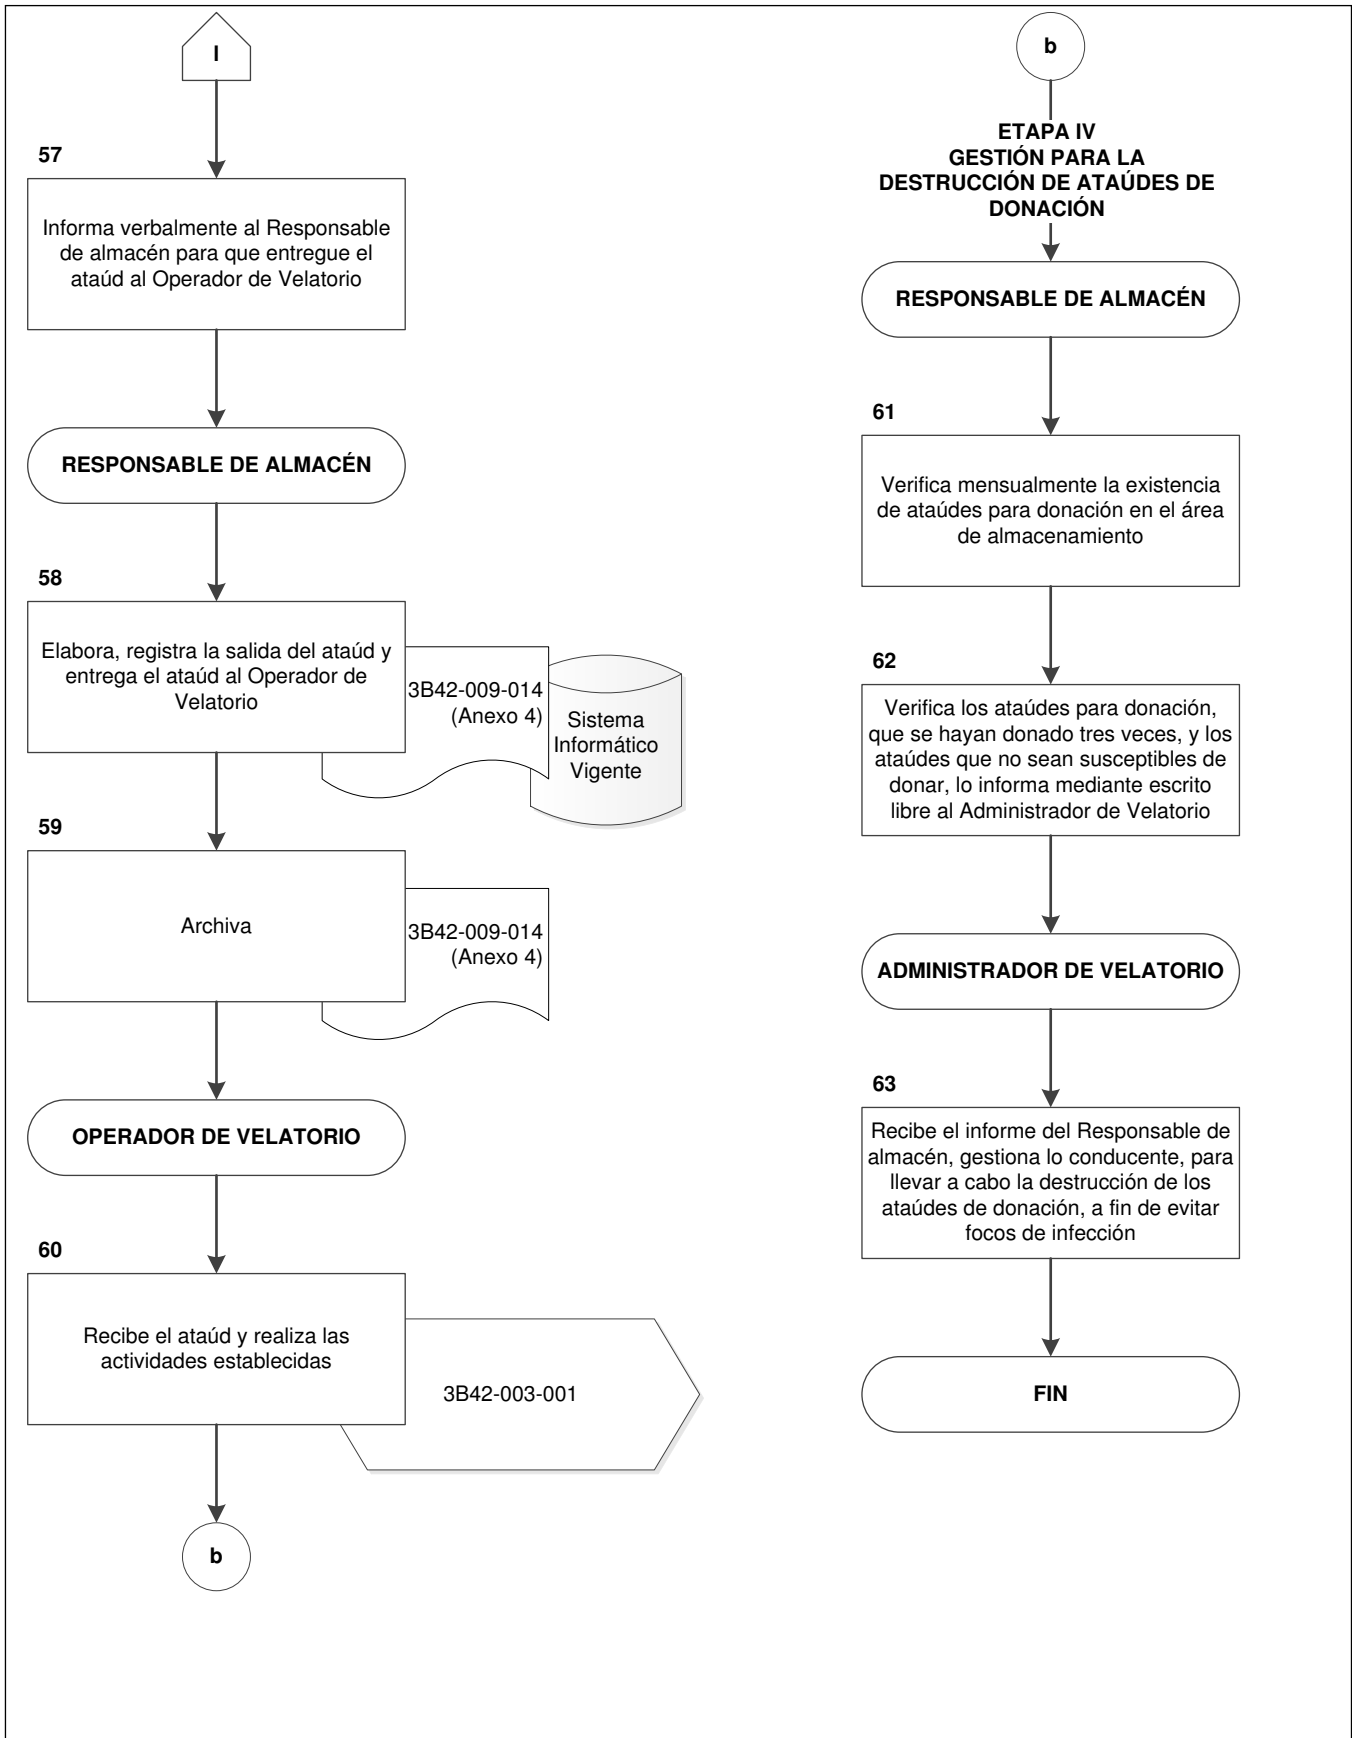 I
57
Informa verbalmente al Responsable
de almacén para que entregue el
ataúd al Operador de Velatorio
RESPONSABLE DE ALMACÉN
58
Elabora, registra la salida del ataúd y
entrega el ataúd al Operador de
Velatorio
3B42-009-014
(Anexo 4)
Sistema
Informático
Vigente
59
Archiva
3B42-009-014
(Anexo 4)
OPERADOR DE VELATORIO
60
Recibe el ataúd y realiza las
actividades establecidas
3B42-003-001
b
b
ETAPA IV
GESTIÓN PARA LA
DESTRUCCIÓN DE ATAÚDES DE
DONACIÓN
RESPONSABLE DE ALMACÉN
61
Verifica mensualmente la existencia
de ataúdes para donación en el área
de almacenamiento
62
Verifica los ataúdes para donación,
que se hayan donado tres veces, y los
ataúdes que no sean susceptibles de
donar, lo informa mediante escrito
libre al Administrador de Velatorio
ADMINISTRADOR DE VELATORIO
63
Recibe el informe del Responsable de
almacén, gestiona lo conducente, para
llevar a cabo la destrucción de los
ataúdes de donación, a fin de evitar
focos de infección
FIN